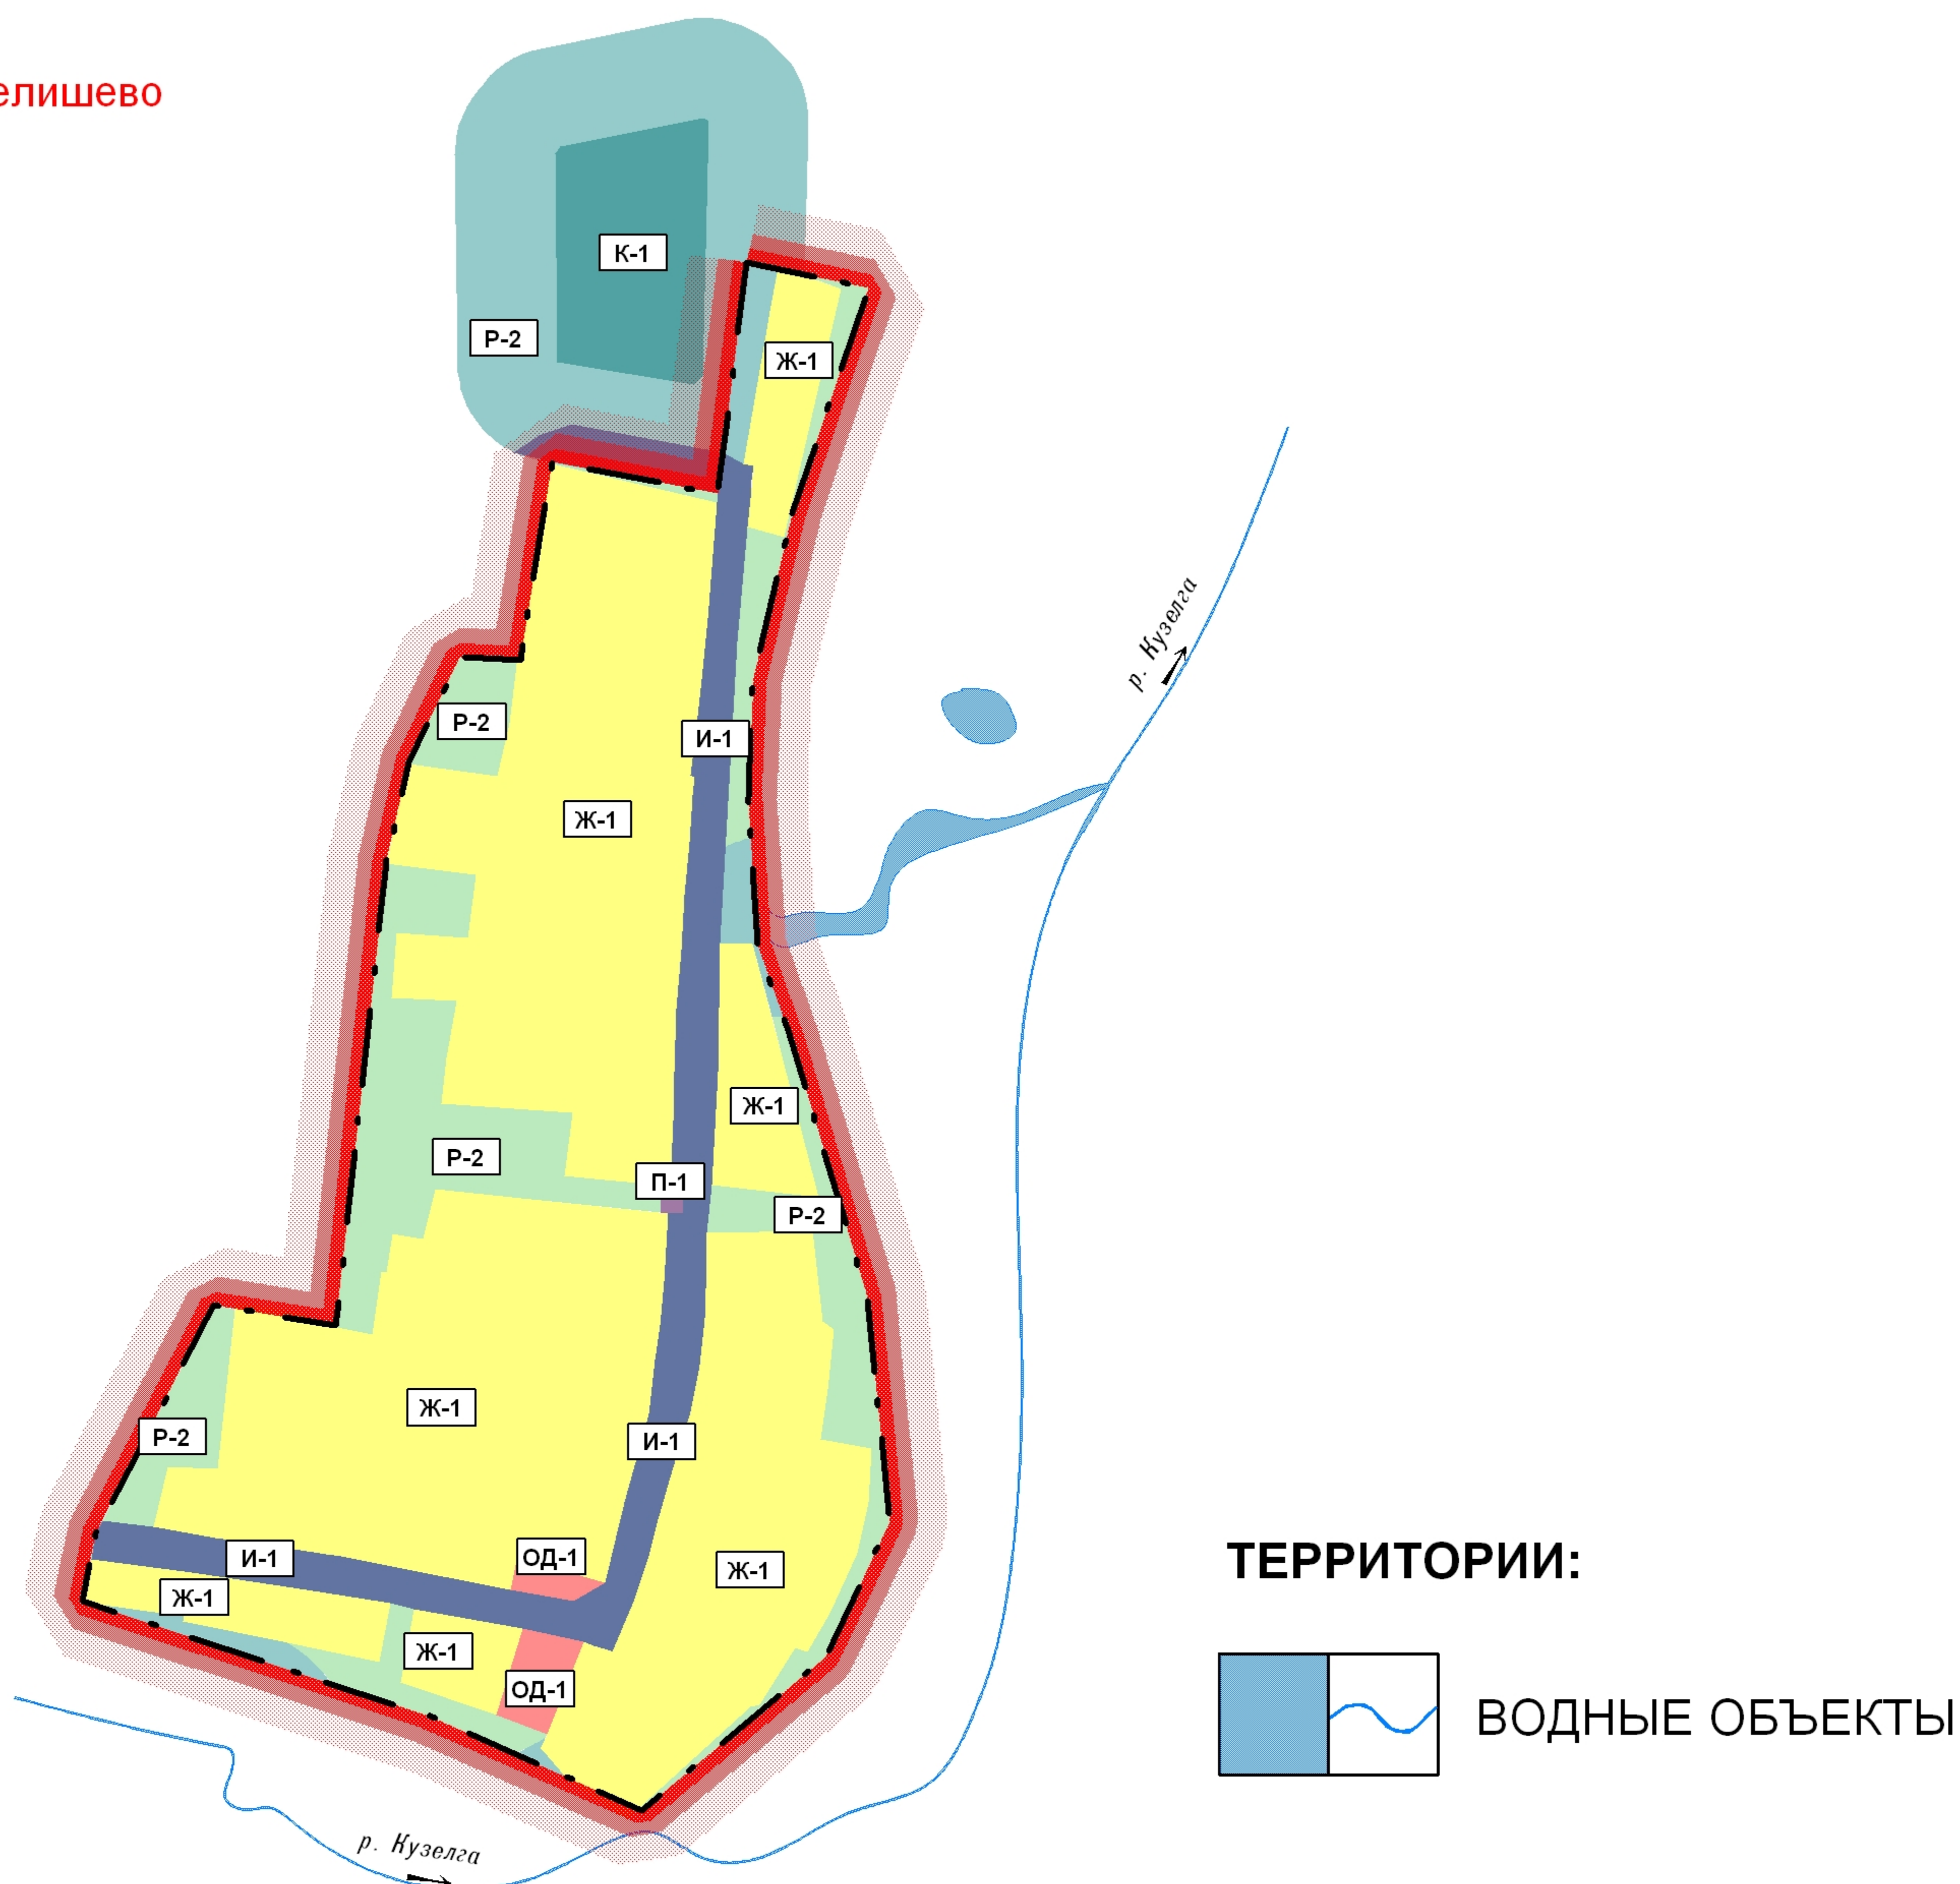 елишево
К-1
Р-2
Ж-1
р. Кузелга
Р-2
И-1
Ж-1
Ж-1
Р-2
П-1
Р-2
Ж-1
Р-2
И-1
ОД-1
И-1
Ж-1
Ж-1
Ж-1
ОД-1
ТЕРРИТОРИИ:
ВОДНЫЕ ОБЪЕКТЫ
р. Кузелга